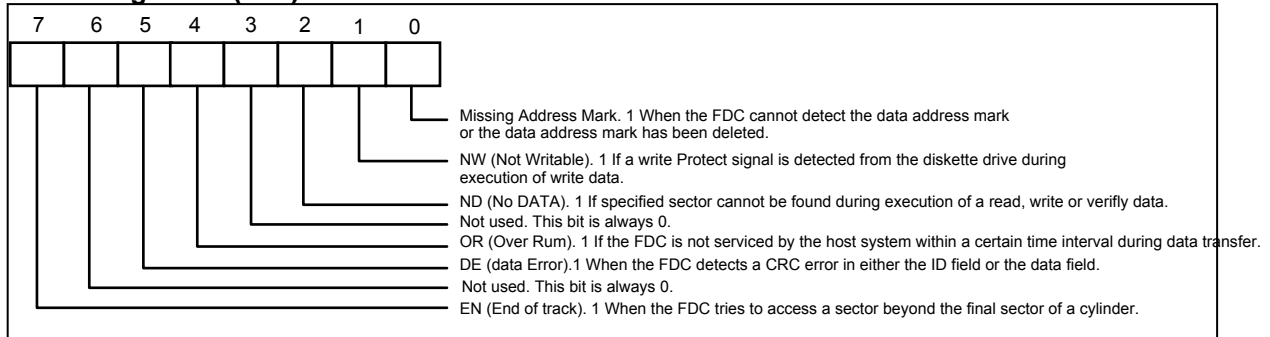 7 6 5 4 3 2 1 0
Missing Address Mark. 1 When the FDC cannot detect the data address mark
or the data address mark has been deleted.
NW (Not Writable). 1 If a write Protect signal is detected from the diskette drive during
execution of write data.
ND (No DATA). 1 If specified sector cannot be found during execution of a read, write or verifly data.
Not used. This bit is always 0.
OR (Over Rum). 1 If the FDC is not serviced by the host system within a certain time interval during data transfer.
DE (data Error).1 When the FDC detects a CRC error in either the ID field or the data field.
Not used. This bit is always 0.
EN (End of track). 1 When the FDC tries to access a sector beyond the final sector of a cylinder.